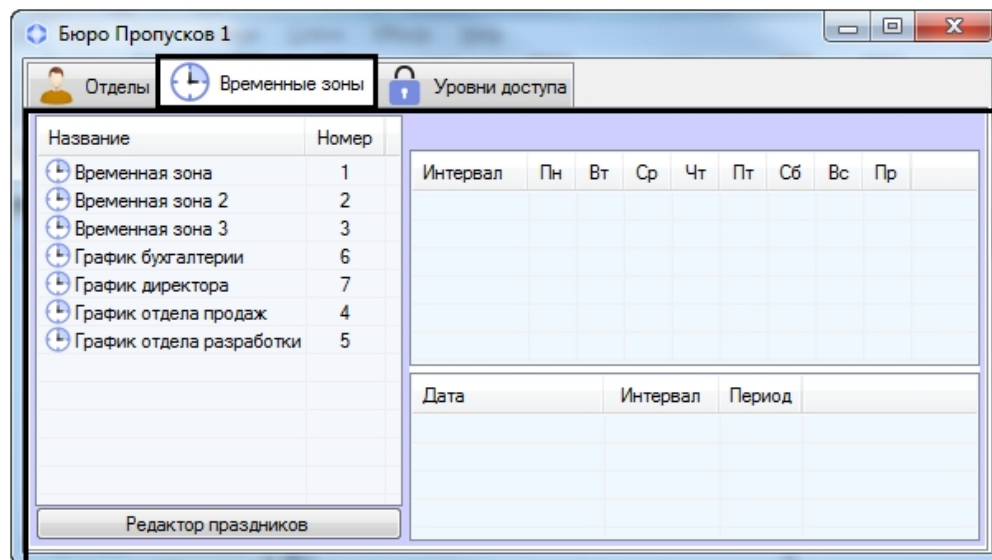 Бюро Пропусков 1
Отделы Временные зоны Уровни доступа
Название Номер
Временная зона 1
Временная зона 2 2
Временная зона 3 3
График бухгалтерии 6
График директора 7
График отдела продаж 4
График отдела разработки 5
Редактор праздников
Интервал Пн Вт Ср Чт Пт Сб Вс Пр
Дата Интервал Период